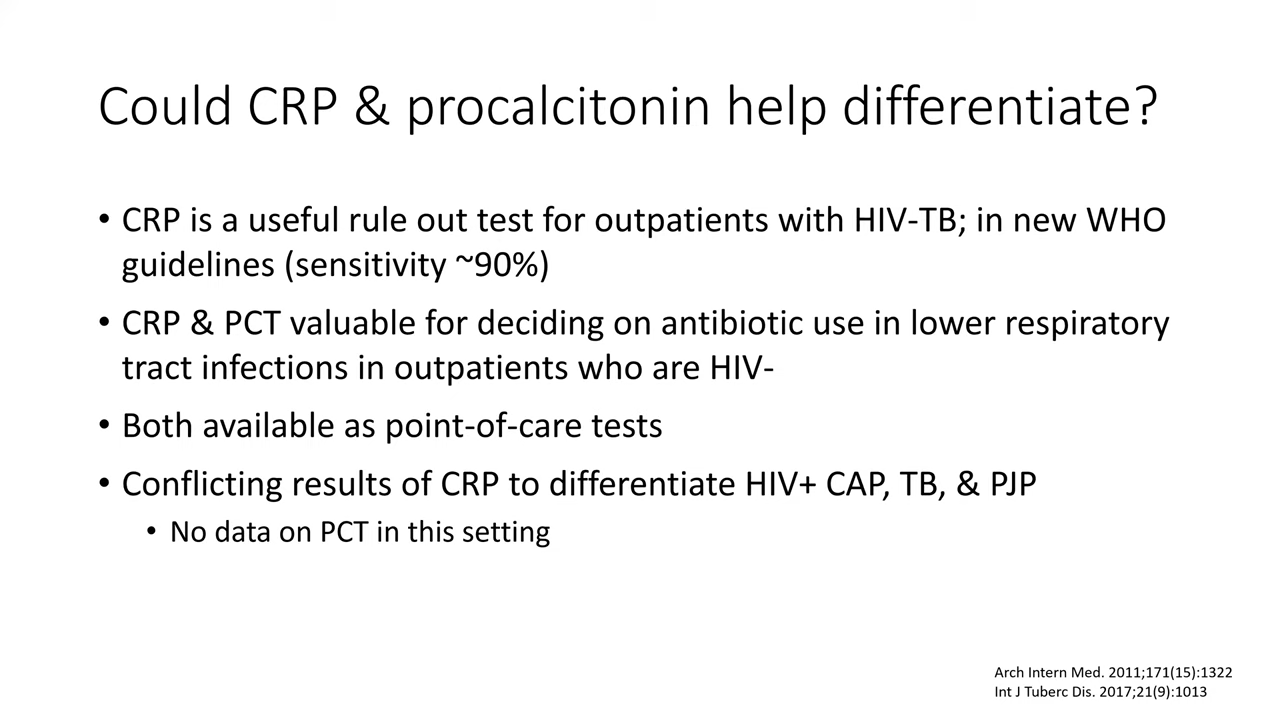 Could CRP & procalcitonin help differentiate?
• CRP is a useful rule out test for outpatients with HIV-TB; in new WHO
guidelines (sensitivity ~90%)
• CRP & PCT valuable for deciding on antibiotic use in lower respiratory
tract infections in outpatients who are HIV-
• Both available as point-of-care tests
• Conflicting results of CRP to differentiate HIV+ CAP, TB, & PJP
• No data on PCT in this setting
Arch Intern Med. 2011;171(15):1322
Int J Tuberc Dis. 2017;21(9):1013